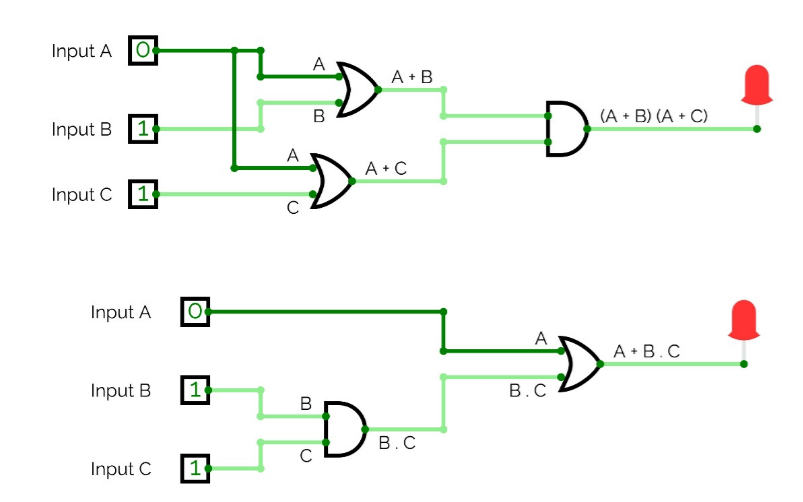 Input A 0
A
A + B
Input B 1
B
(A + B) (A + C)
A
A + C
Input C 1
C
Input A 0
A
A + B . C
Input B 1
B
B . C
C
B . C
Input C 1